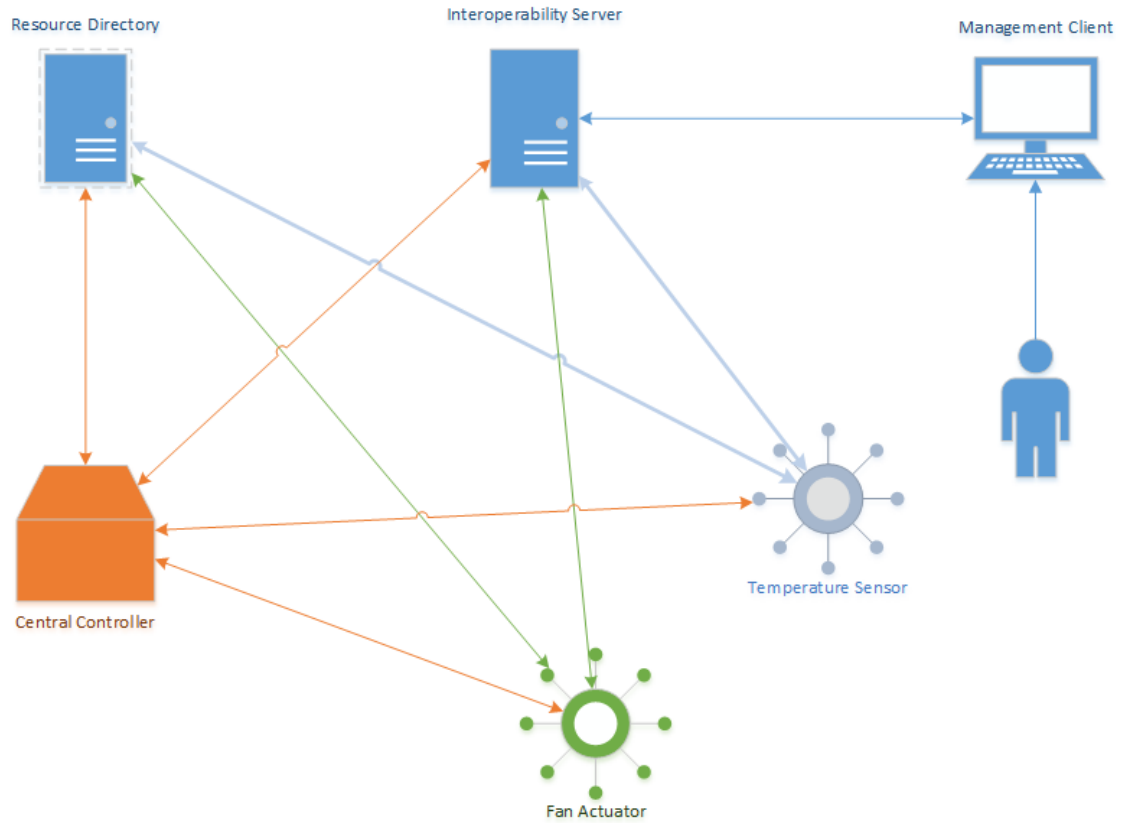 Resource Directory
Interoperability Server
Management Client
Temperature Sensor
Central Controller
Fan Actuator